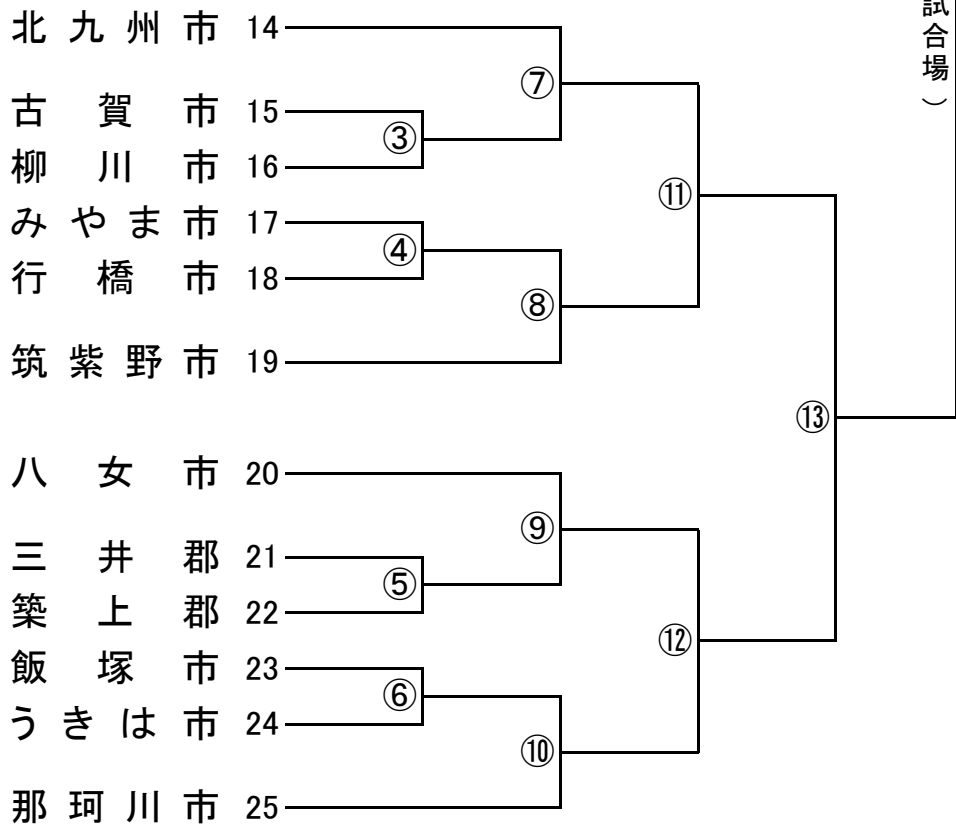 北九州市 14
古賀市 15
柳川市 16
みやま市 17
行橋市 18
筑紫野市 19
八女市 20
三井郡 21
築上郡 22
飯塚市 23
うきは市 24
那珂川市 25
③
④
⑤
⑥
⑦
⑧
⑨
⑩
⑪
⑫
⑬
試合場）